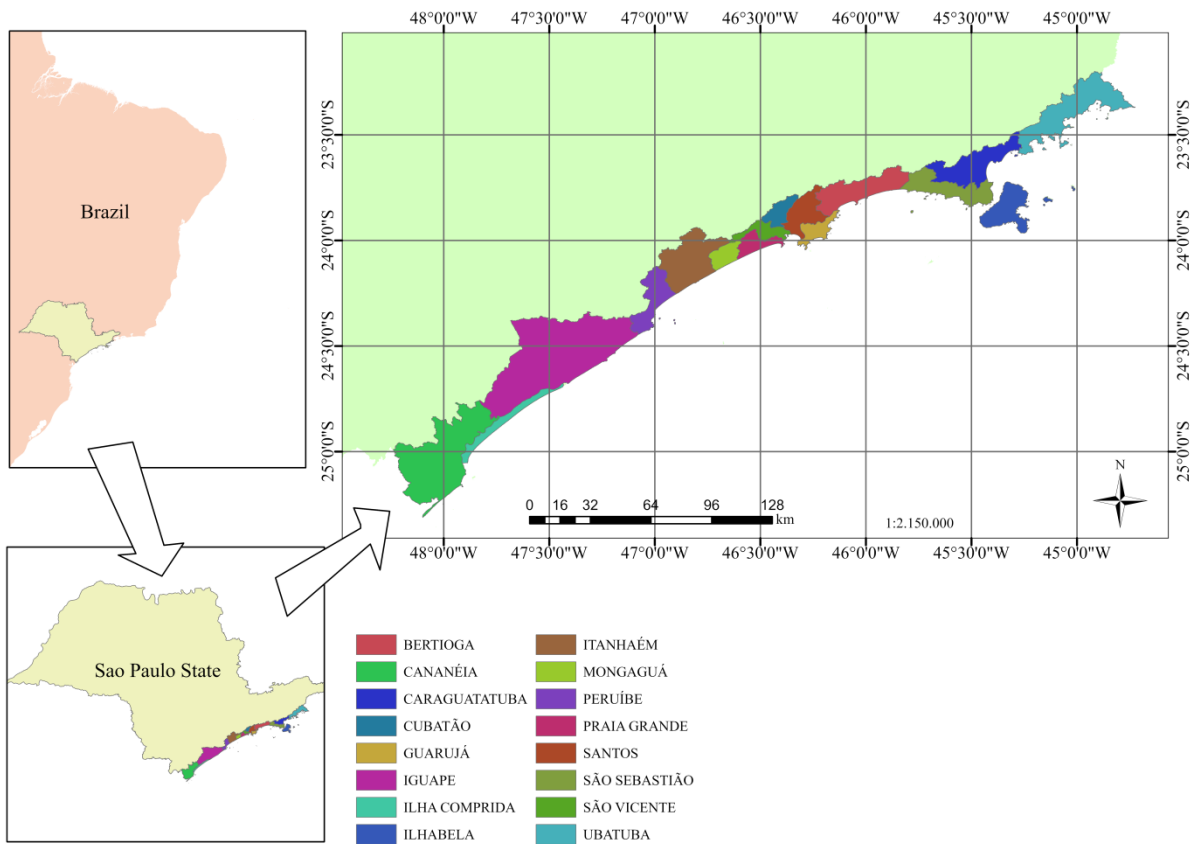 Brazil
48°0'0"W 47°30'0"W 47°0'0"W 46°30'0"W 46°0'0"W 45°30'0"W 45°0'0"W
23°30'0"S
23°30'0"S
24°0'0"S
24°0'0"S
24°30'0"S
24°30'0"S
25°0'0"S
25°0'0"S
N
0 16 32 64 96 128
km
1:2.150.000
48°0'0"W 47°30'0"W 47°0'0"W 46°30'0"W 46°0'0"W 45°30'0"W 45°0'0"W
Sao Paulo State
BERTIOGA
CANANÉIA
CARAGUATATUBA
CUBATÃO
GUARUJÁ
IGUAPE
ILHA COMPRIDA
ILHABELA
ITANHAÉM
MONGAGUÁ
PERUÍBE
PRAIA GRANDE
SANTOS
SÃO SEBASTIÃO
SÃO VICENTE
UBATUBA